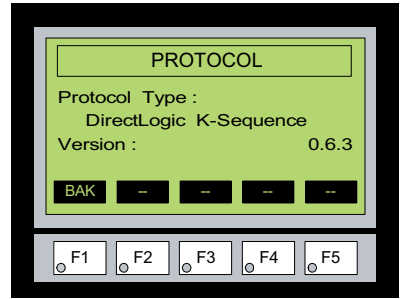 PROTOCOL
Protocol Type :
DirectLogic K-Sequence
Version : 0.6.3
BAK -- -- -- --
F1 F2 F3 F4 F5